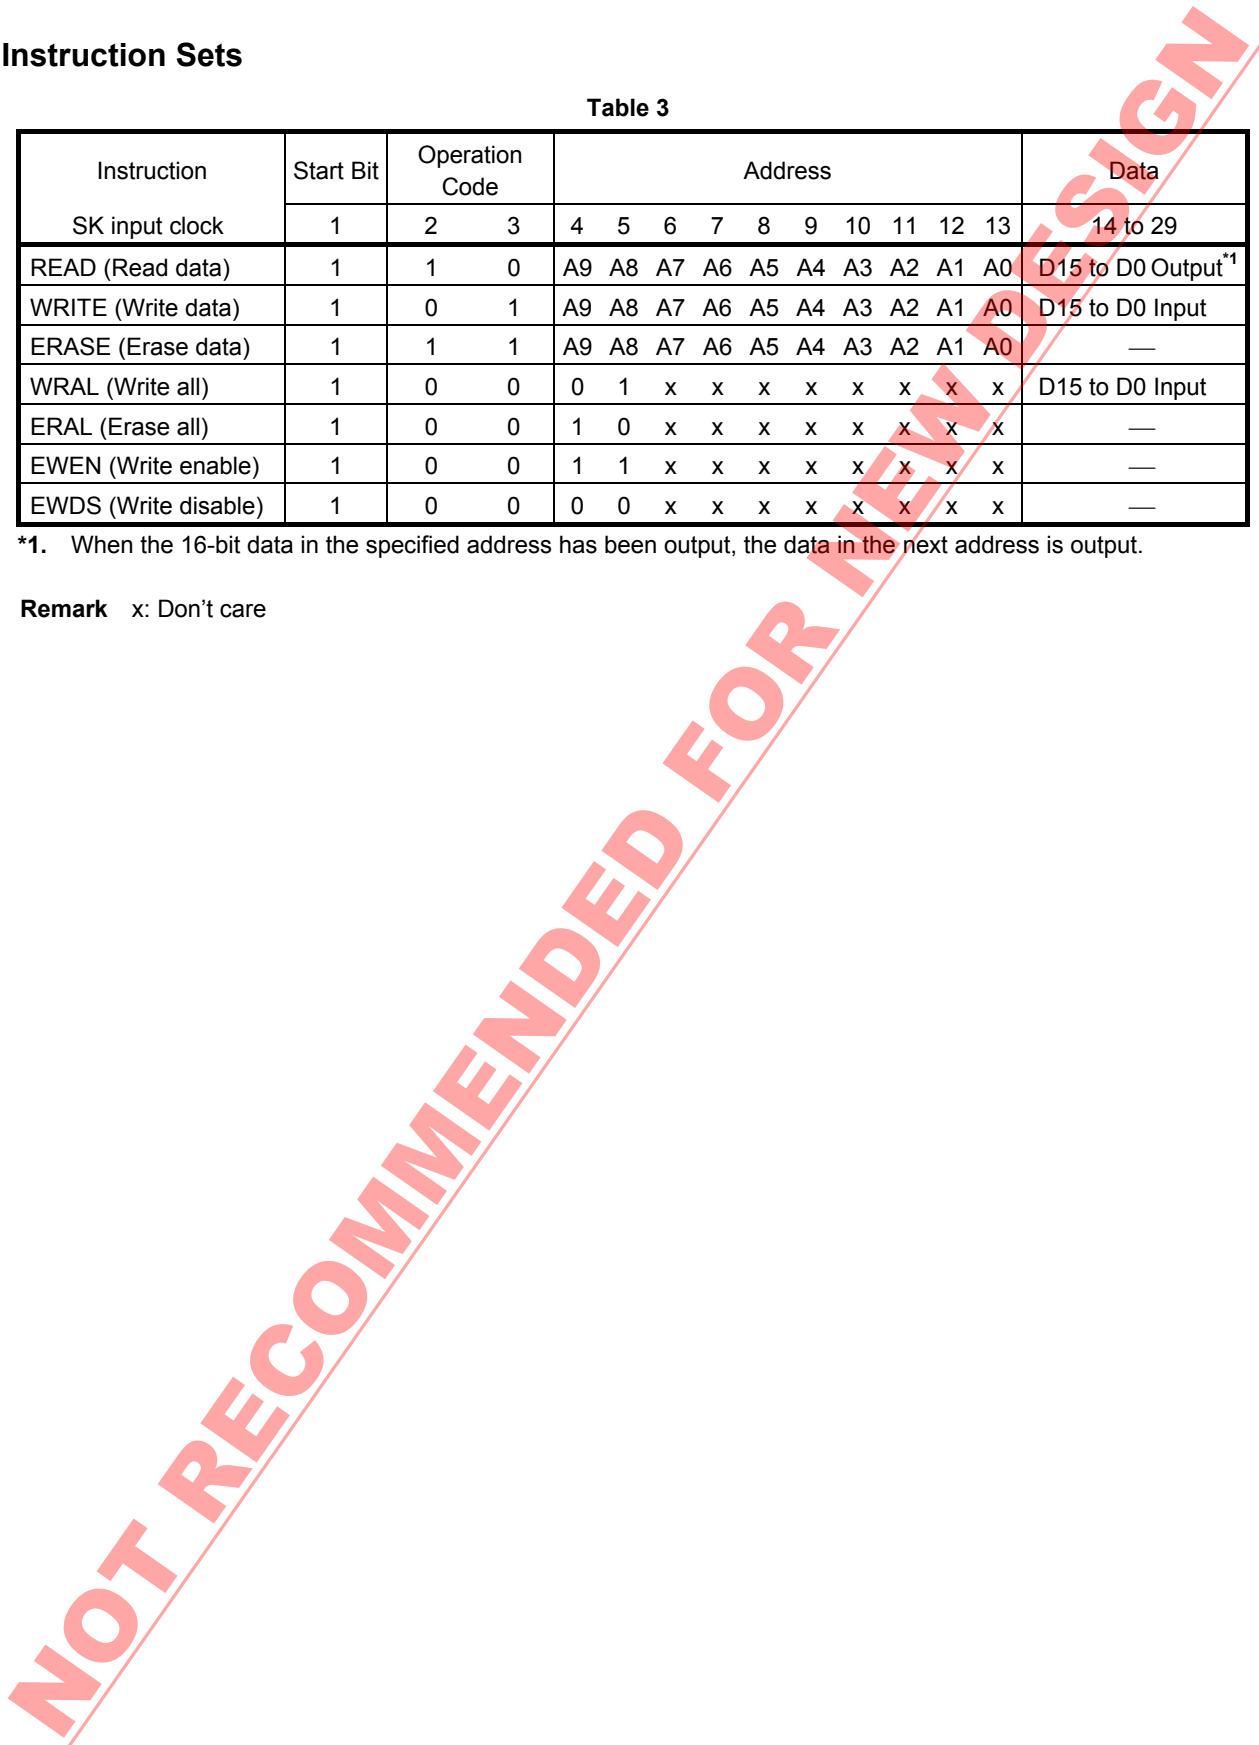 Instruction Sets
Table 3
Instruction Start Bit Operation Code Address Data
SK input clock 1 2 3 4 5 6 7 8 9 10 11 12 13 14 to 29
READ (Read data) 1 1 0 A9 A8 A7 A6 A5 A4 A3 A2 A1 A0 D15 to D0 Output*1
WRITE (Write data) 1 0 1 A9 A8 A7 A6 A5 A4 A3 A2 A1 A0 D15 to D0 Input
ERASE (Erase data) 1 1 1 A9 A8 A7 A6 A5 A4 A3 A2 A1 A0 —
WRAL (Write all) 1 0 0 0 1 x x x x x x x x D15 to D0 Input
ERAL (Erase all) 1 0 0 1 0 x x x x x x x x —
EWEN (Write enable) 1 0 0 1 1 x x x x x x x x —
EWDS (Write disable) 1 0 0 0 0 x x x x x x x x —
*1. When the 16-bit data in the specified address has been output, the data in the next address is output.
Remark x: Don’t care
NOT RECOMMENDED FOR NEW DESIGN